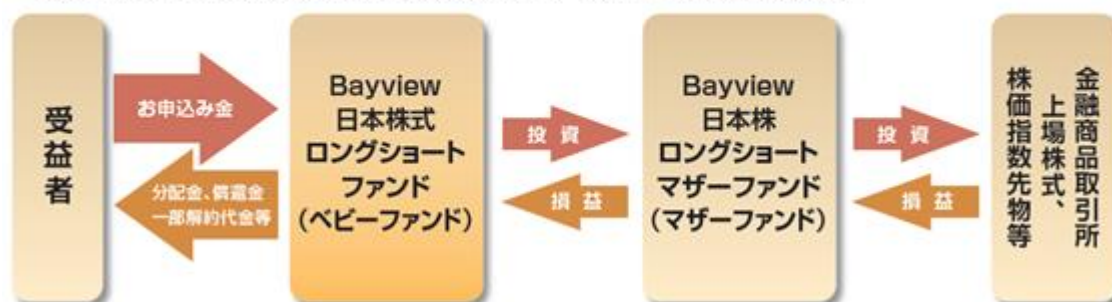 受益者
お申込み金
分配金、償還金
一部解約代金等
Bayview
日本株式
ロングショート
ファンド
(ベビーファンド)
投資
損益
Bayview
日本株
ロングショート
マザーファンド
(マザーファンド)
投資
損益
金融商品取引所
上場株式、
株価指数先物等